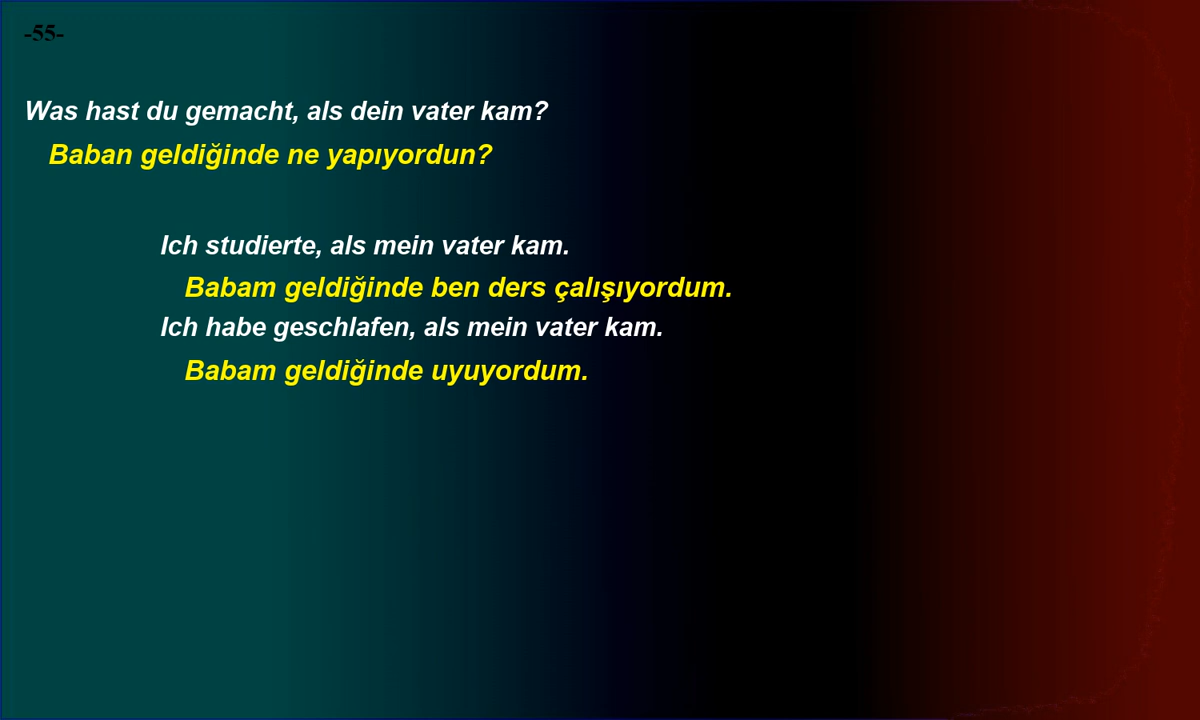 -55-
Was hast du gemacht, als dein vater kam?
Baban geldiğinde ne yapıyordun?
Ich studierte, als mein vater kam.
Babam geldiğinde ben ders çalışıyordum.
Ich habe geschlafen, als mein vater kam.
Babam geldiğinde uyuyordum.